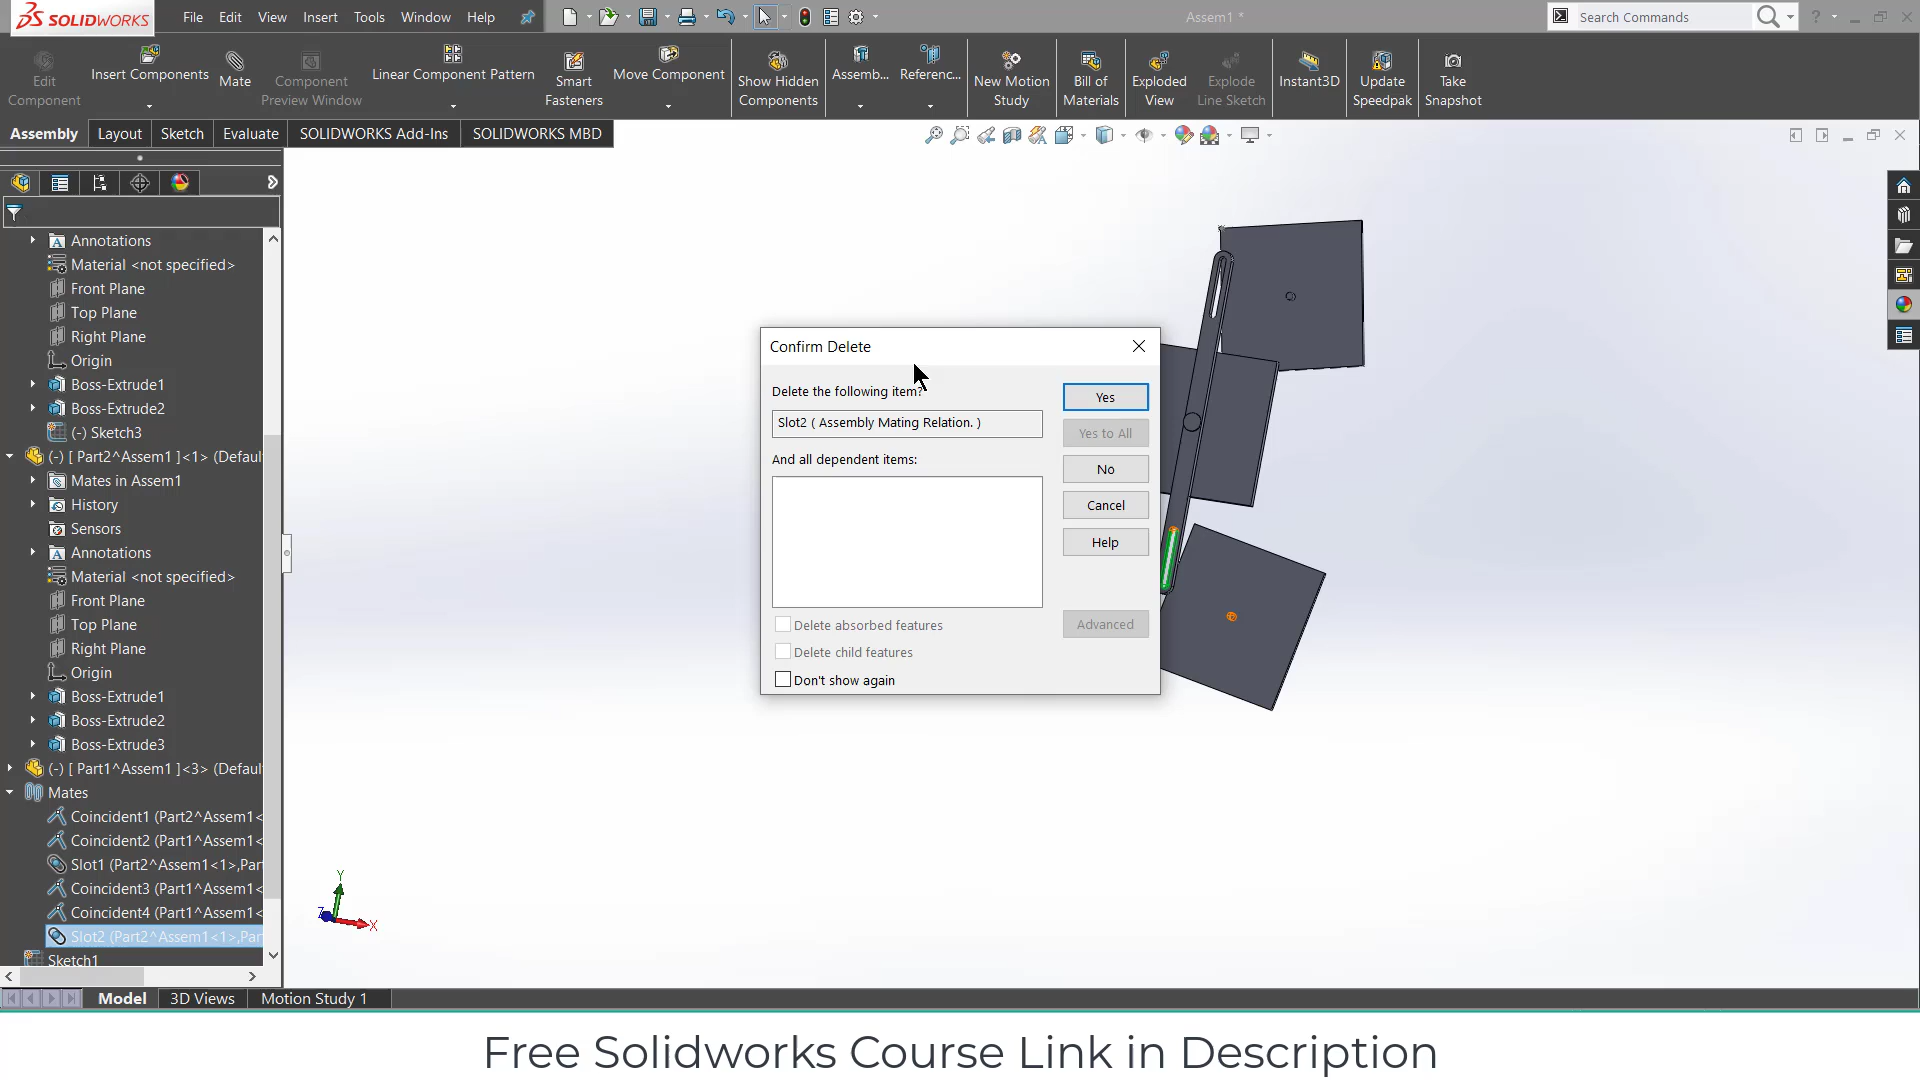 SOLIDWORKS
File Edit View Insert Tools Window Help
Assem1 *
Search Commands
Edit Component
Insert Components
Mate
Component Preview Window
Linear Component Pattern
Smart Fasteners
Move Component
Show Hidden Components
Assemb...
Referenc...
New Motion Study
Bill of Materials
Exploded View
Explode Line Sketch
Instant3D
Update Speedpak
Take Snapshot
Assembly Layout Sketch Evaluate SOLIDWORKS Add-Ins SOLIDWORKS MBD
Annotations
Material <not specified>
Front Plane
Top Plane
Right Plane
Origin
Boss-Extrude1
Boss-Extrude2
(-) Sketch3
(-) [ Part2^Assem1 ]<1> (Defau
Mates in Assem1
History
Sensors
Annotations
Material <not specified>
Front Plane
Top Plane
Right Plane
Origin
Boss-Extrude1
Boss-Extrude2
Boss-Extrude3
(-) [ Part1^Assem1 ]<3> (Defau
Mates
Coincident1 (Part2^Assem1<
Coincident2 (Part1^Assem1<
Slot1 (Part2^Assem1<1>,Par
Coincident3 (Part1^Assem1<
Coincident4 (Part1^Assem1<
Slot2 (Part2^Assem1<1>,Par
Sketch1
Confirm Delete
Delete the following item?
Slot2 ( Assembly Mating Relation. )
And all dependent items:
Delete absorbed features
Delete child features
Don't show again
Yes
Yes to All
No
Cancel
Help
Advanced
Y
Z
X
Model 3D Views Motion Study 1
Free Solidworks Course Link in Description